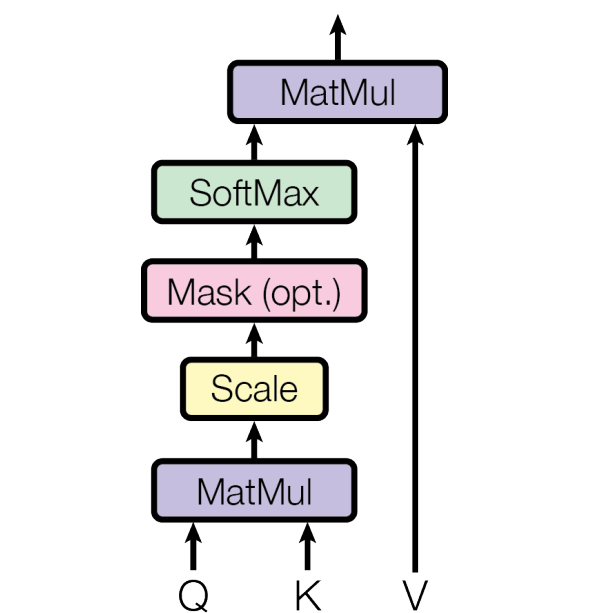 MatMul
SoftMax
Mask (opt.)
Scale
MatMul
Q K V